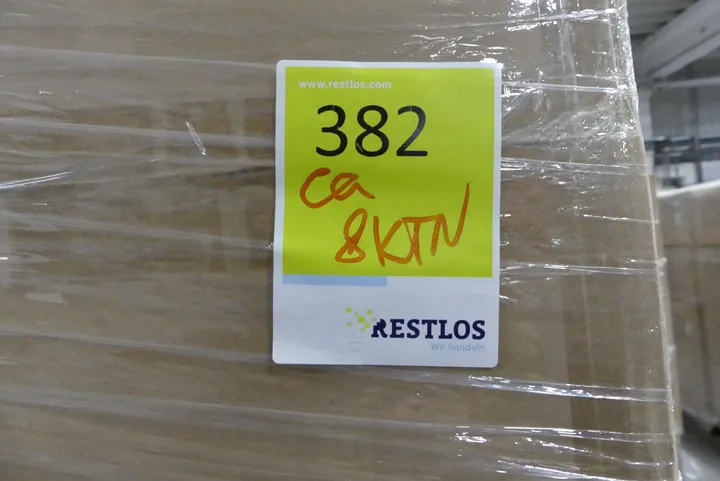 www.restlos.com
382
ca
8KTN
RESTLOS
Wir handeln.